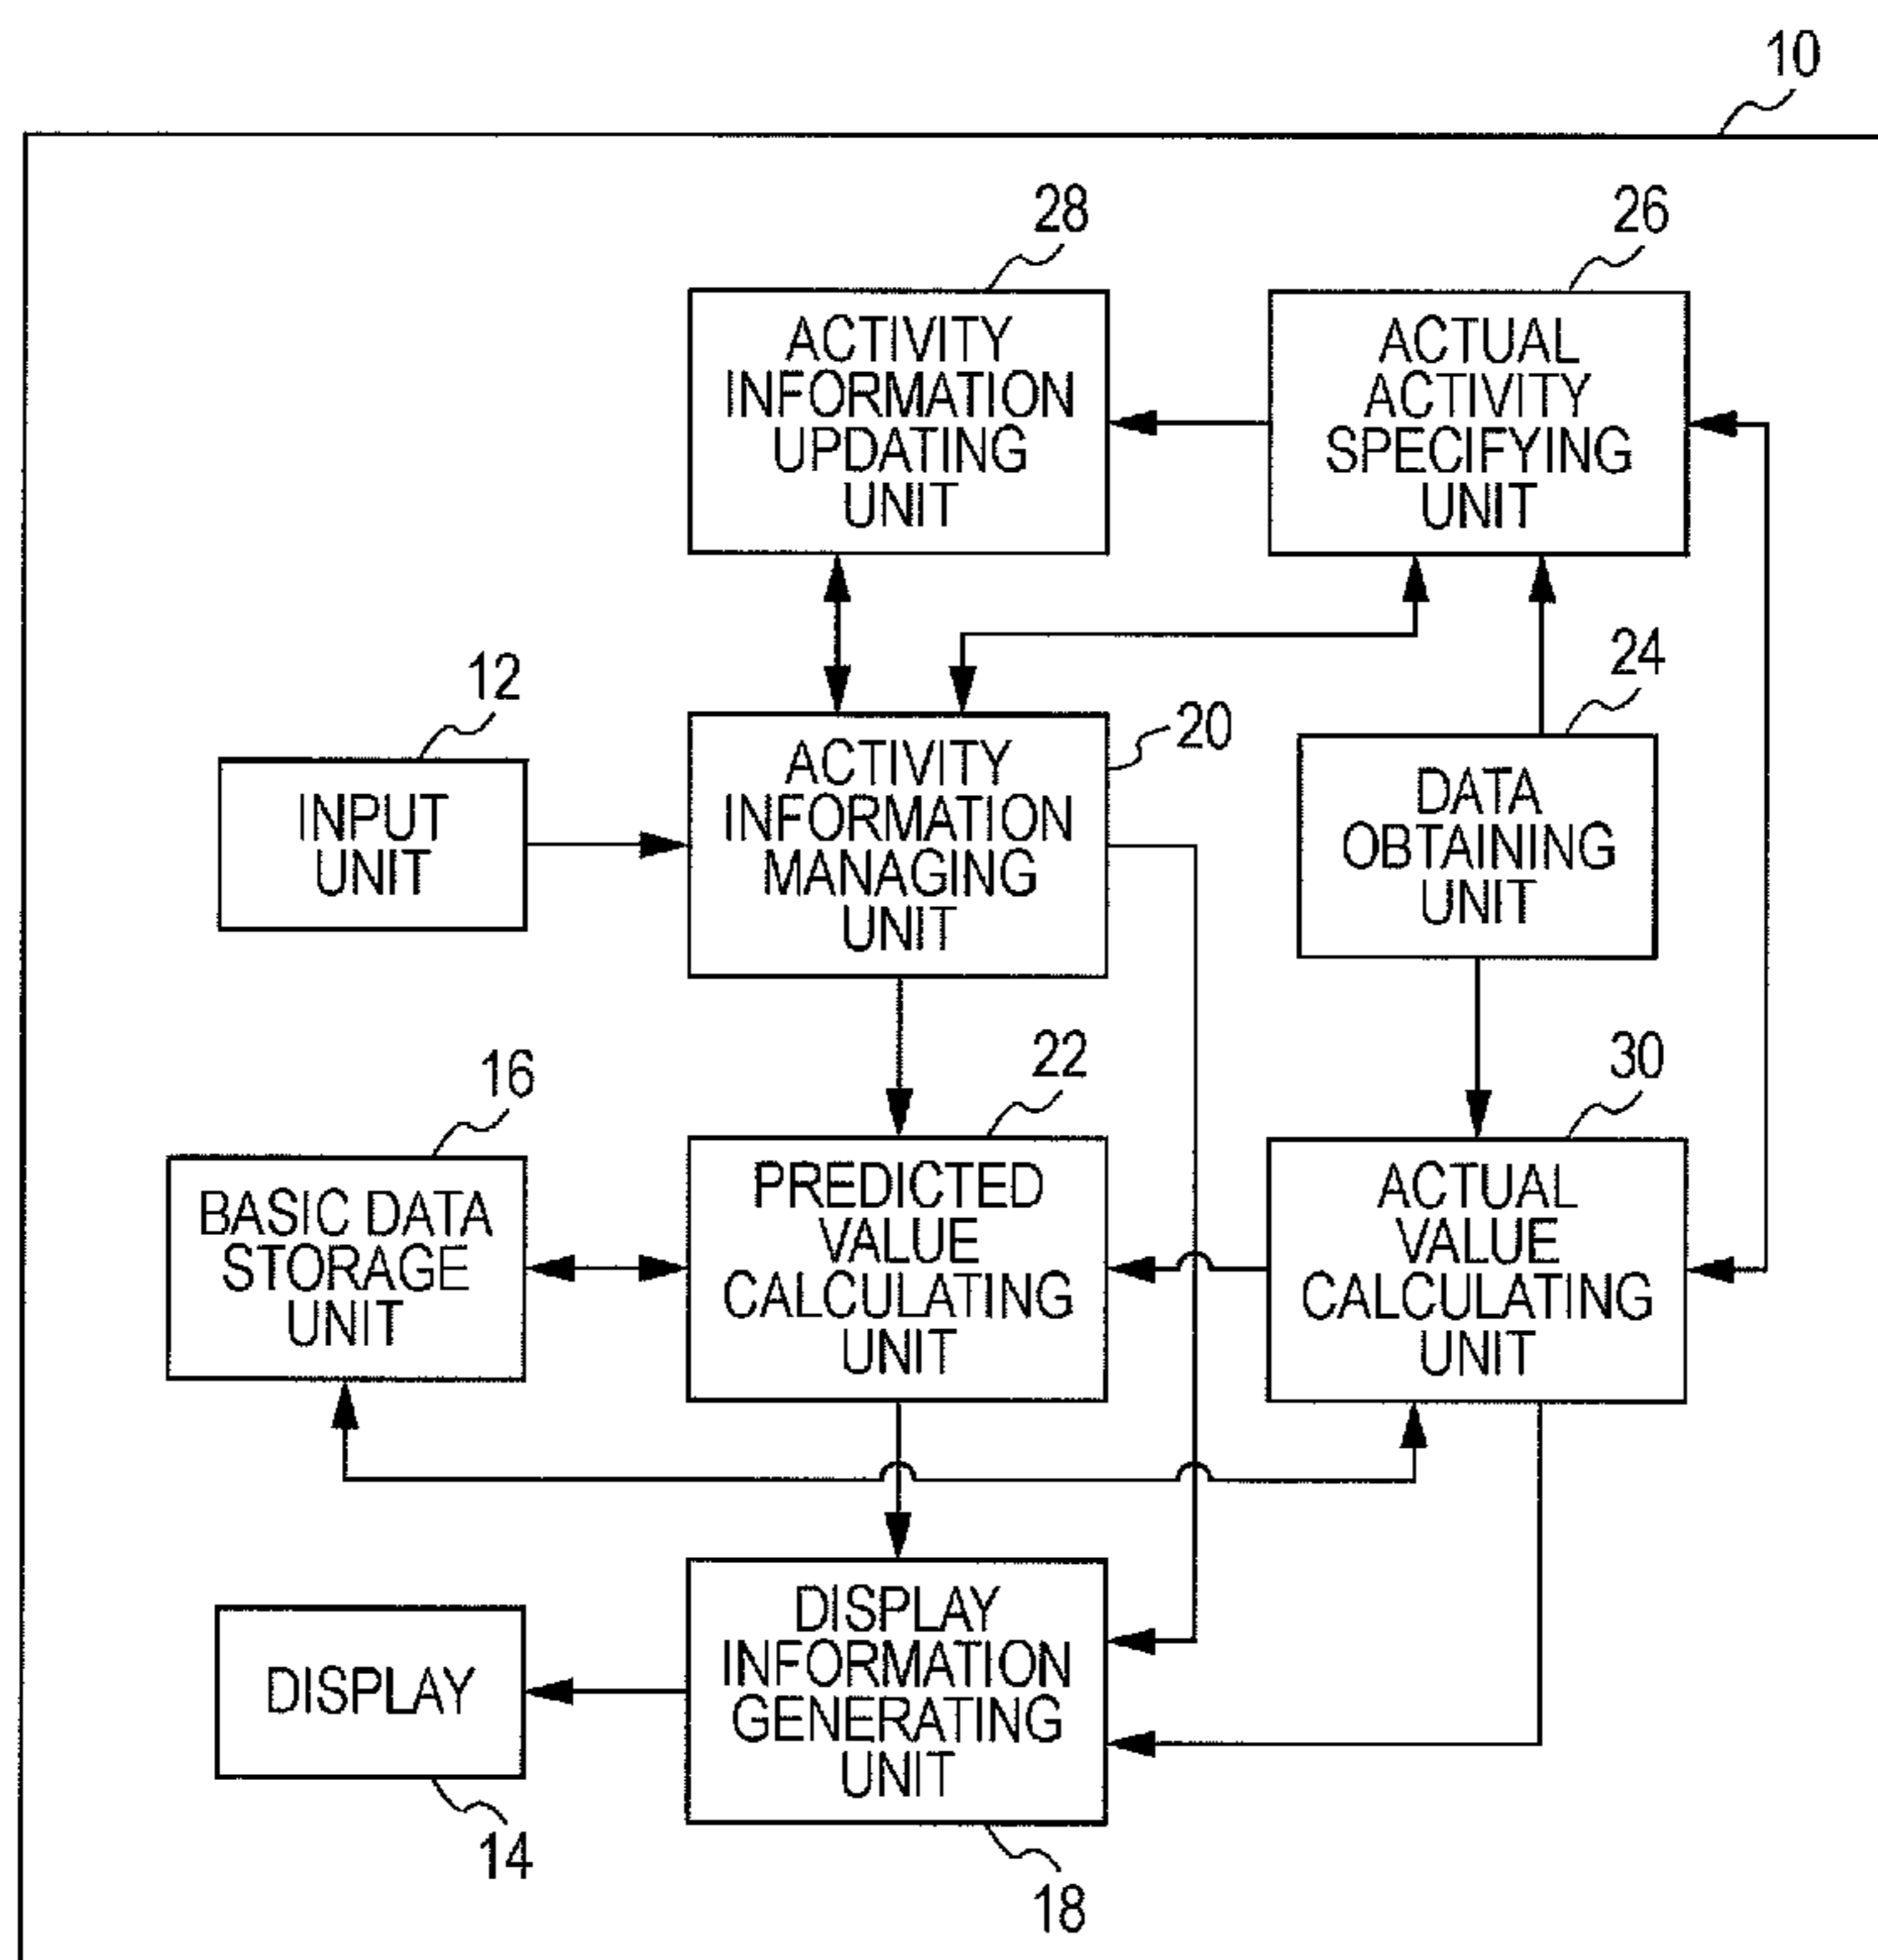 10
28
26
ACTIVITY
INFORMATION
UPDATING
UNIT
ACTUAL
ACTIVITY
SPECIFYING
UNIT
12
20
24
INPUT
UNIT
ACTIVITY
INFORMATION
MANAGING
UNIT
DATA
OBTAINING
UNIT
16
22
30
BASIC DATA
STORAGE
UNIT
PREDICTED
VALUE
CALCULATING
UNIT
ACTUAL
VALUE
CALCULATING
UNIT
DISPLAY
DISPLAY
INFORMATION
GENERATING
UNIT
14
18